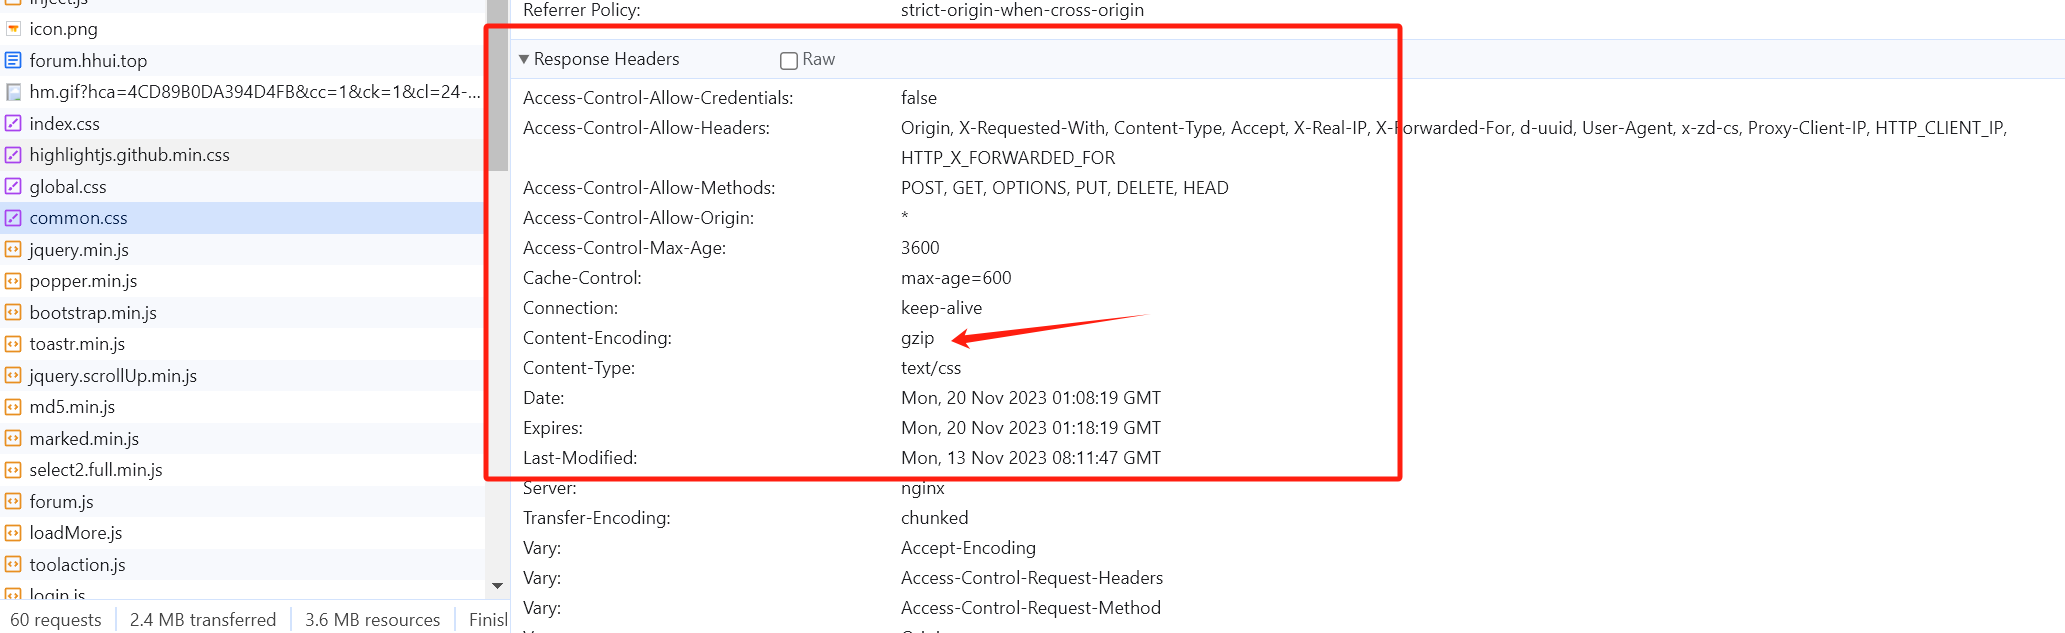 inject.js
icon.png
forum.hhui.top
hm.gif?hca=4CD89B0DA394D4FB&cc=1&ck=1&cl=24-...
index.css
highlightjs.github.min.css
global.css
common.css
jquery.min.js
popper.min.js
bootstrap.min.js
toastr.min.js
jquery.scrollUp.min.js
md5.min.js
marked.min.js
select2.full.min.js
forum.js
loadMore.js
toolaction.js
login.js
60 requests 2.4 MB transferred 3.6 MB resources Finisl
Referrer Policy: strict-origin-when-cross-origin
Response Headers Raw
Access-Control-Allow-Credentials: false
Access-Control-Allow-Headers: Origin, X-Requested-With, Content-Type, Accept, X-Real-IP, X-Forwarded-For, d-uuid, User-Agent, x-zd-cs, Proxy-Client-IP, HTTP_CLIENT_IP,
HTTP_X_FORWARDED_FOR
Access-Control-Allow-Methods: POST, GET, OPTIONS, PUT, DELETE, HEAD
Access-Control-Allow-Origin: *
Access-Control-Max-Age: 3600
Cache-Control: max-age=600
Connection: keep-alive
Content-Encoding: gzip
Content-Type: text/css
Date: Mon, 20 Nov 2023 01:08:19 GMT
Expires: Mon, 20 Nov 2023 01:18:19 GMT
Last-Modified: Mon, 13 Nov 2023 08:11:47 GMT
Server: nginx
Transfer-Encoding: chunked
Vary: Accept-Encoding
Vary: Access-Control-Request-Headers
Vary: Access-Control-Request-Method